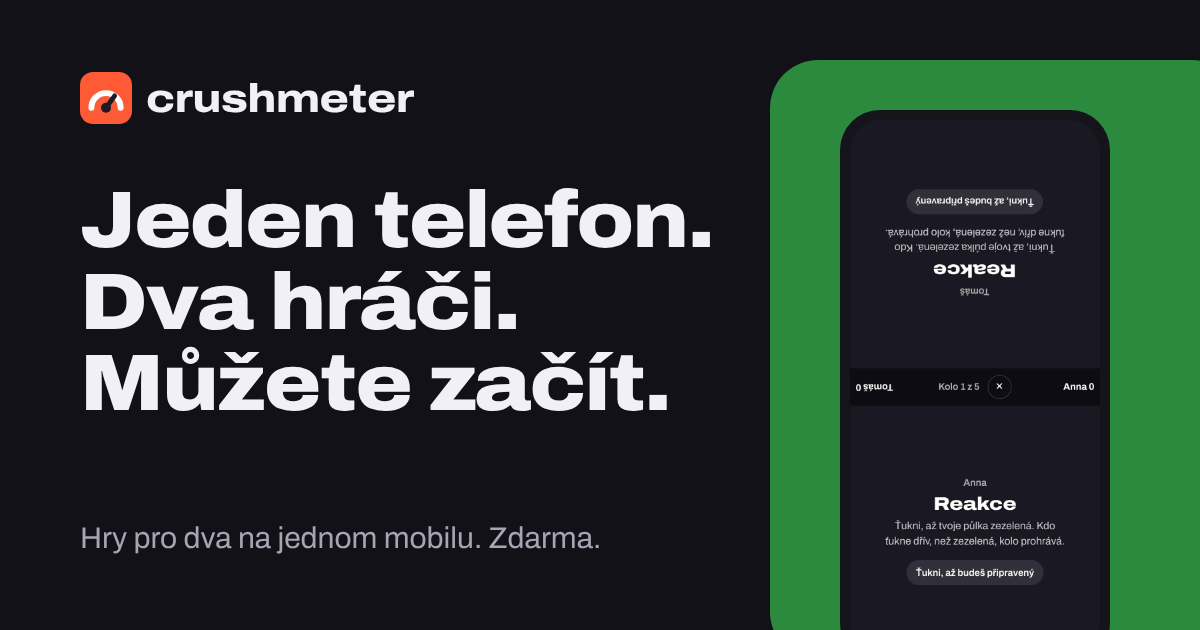 crushmeter
Jeden telefon.
Dva hráči.
Můžete začít.
Hry pro dva na jednom mobilu. Zdarma.
Ťukni, až budeš připravený
ťukne dřív, než zezelená, kolo prohrává.
Ťukni, až tvoje půlka zezelená. Kdo
Reakce
Tomáš
Tomáš 0 Kolo 1 z 5 × Anna 0
Anna
Reakce
Ťukni, až tvoje půlka zezelená. Kdo
ťukne dřív, než zezelená, kolo prohrává.
Ťukni, až budeš připravený